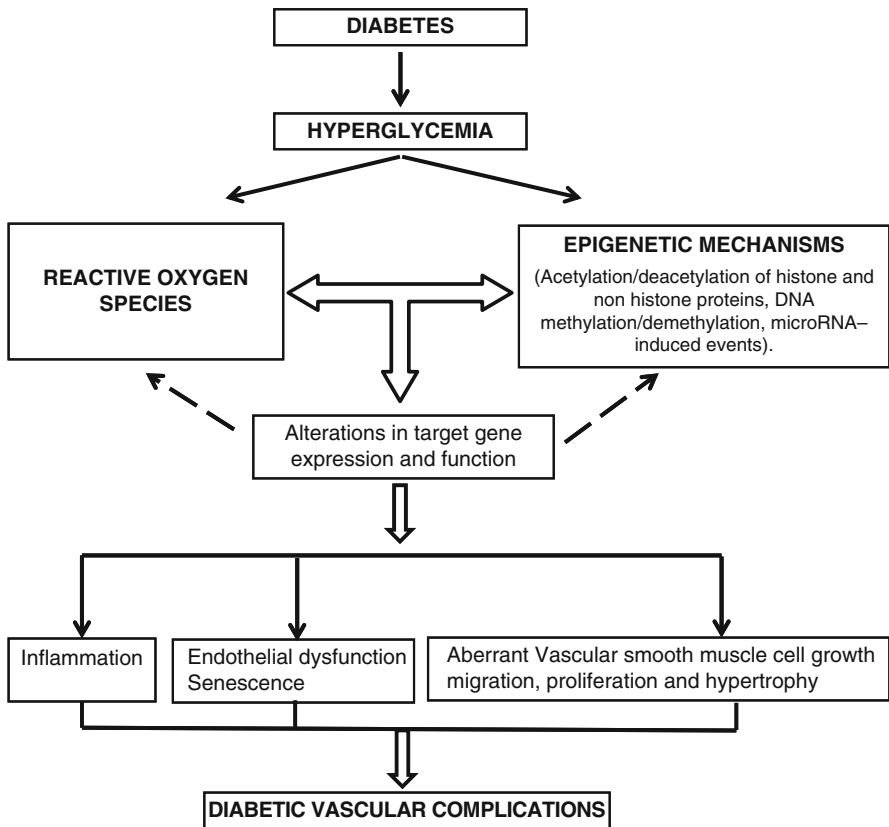 DIABETES
HYPERGLYCEMIA
REACTIVE OXYGEN
SPECIES
EPIGENETIC MECHANISMS
(Acetylation/deacetylation of histone and
non histone proteins, DNA
methylation/demethylation, microRNA–
induced events).
Alterations in target gene
expression and function
Inflammation
Endothelial dysfunction
Senescence
Aberrant Vascular smooth muscle cell growth
migration, proliferation and hypertrophy
DIABETIC VASCULAR COMPLICATIONS